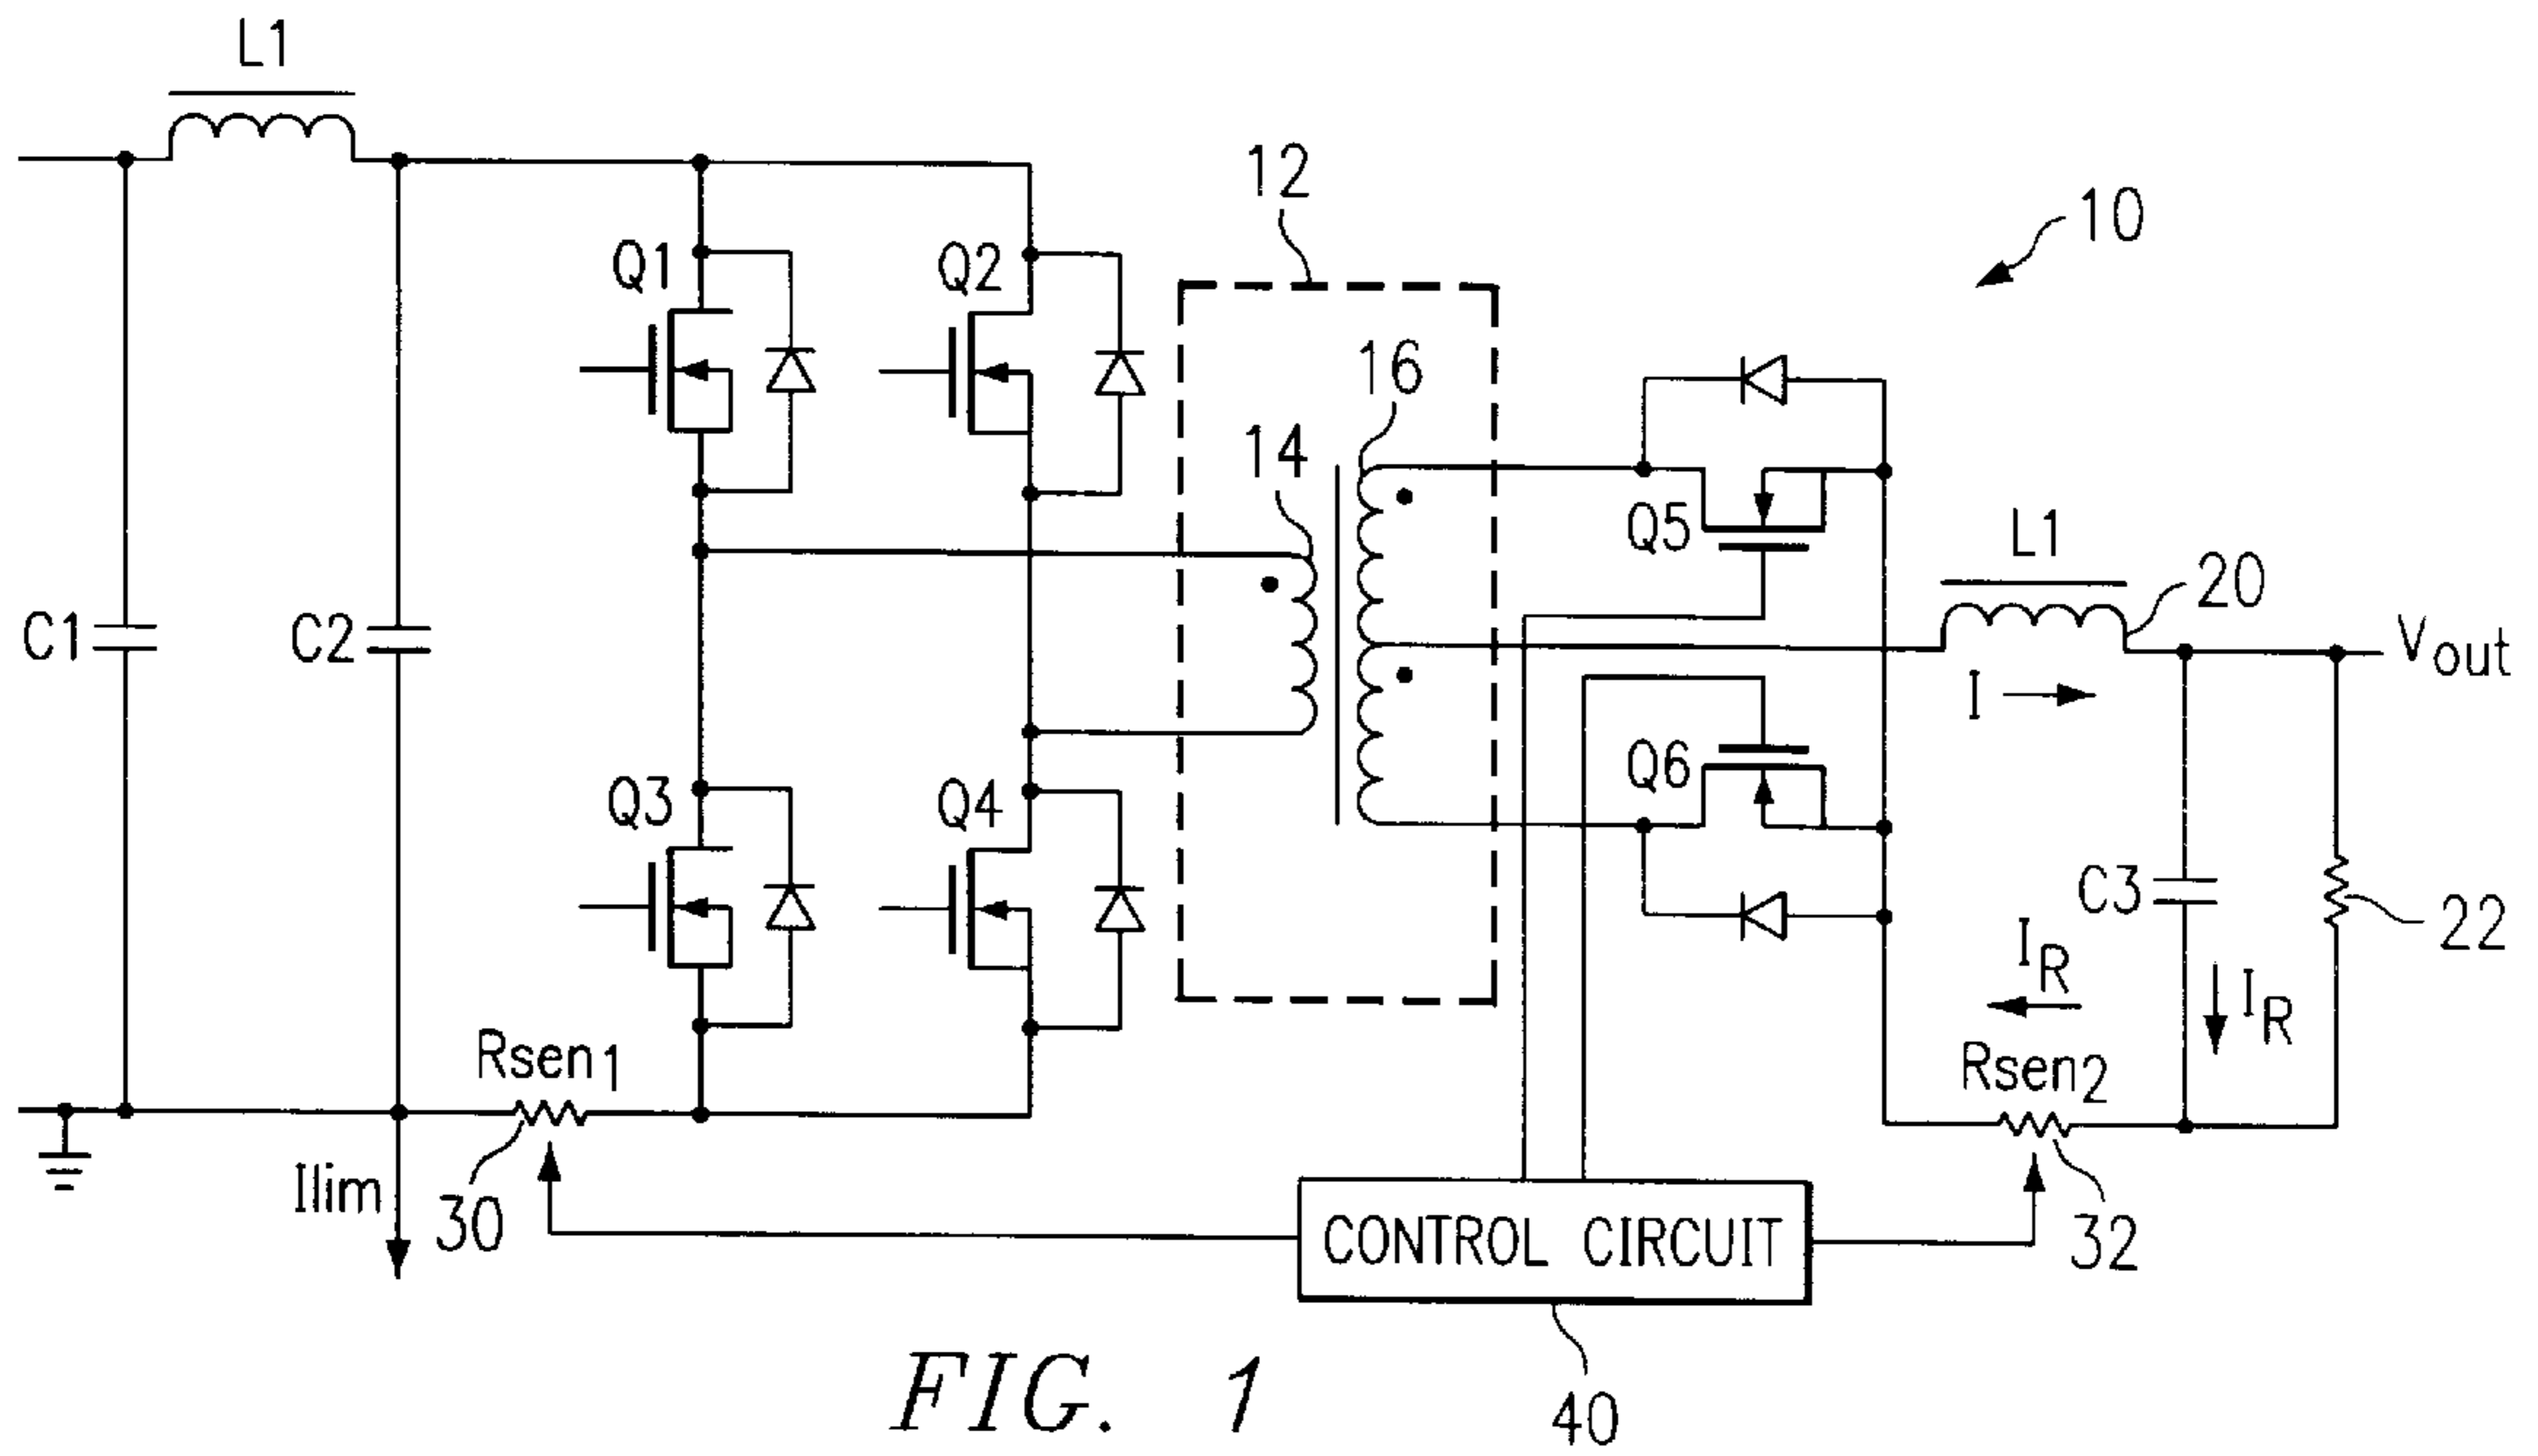 L1
12
10
Q1
Q2
16
14
Q5
L1
20
C1
C2
Vout
I
Q6
Q3
Q4
C3
22
IR
IR
Rsen1
Rsen2
Ilim
30
CONTROL CIRCUIT
32
FIG. 1
40